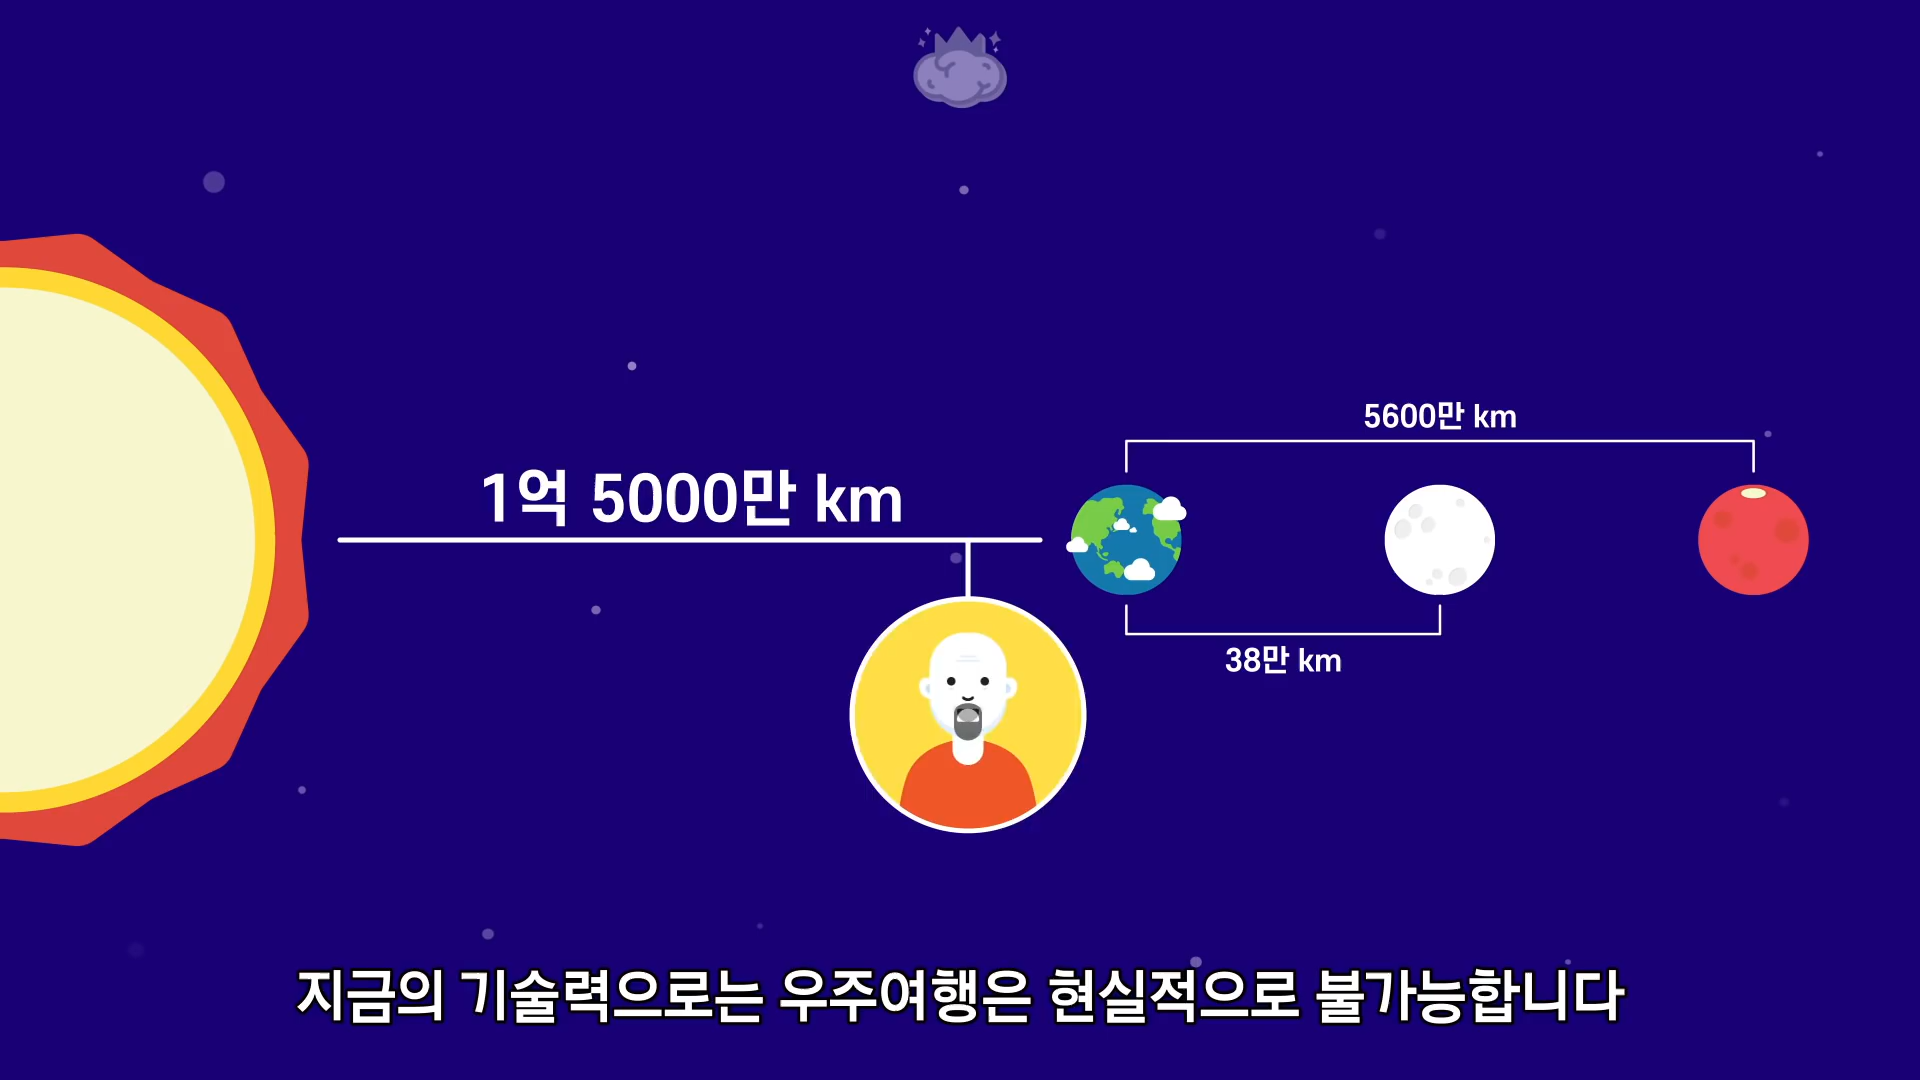 5600만 km
1억 5000만 km
38만 km
지금의 기술력으로는 우주여행은 현실적으로 불가능합니다